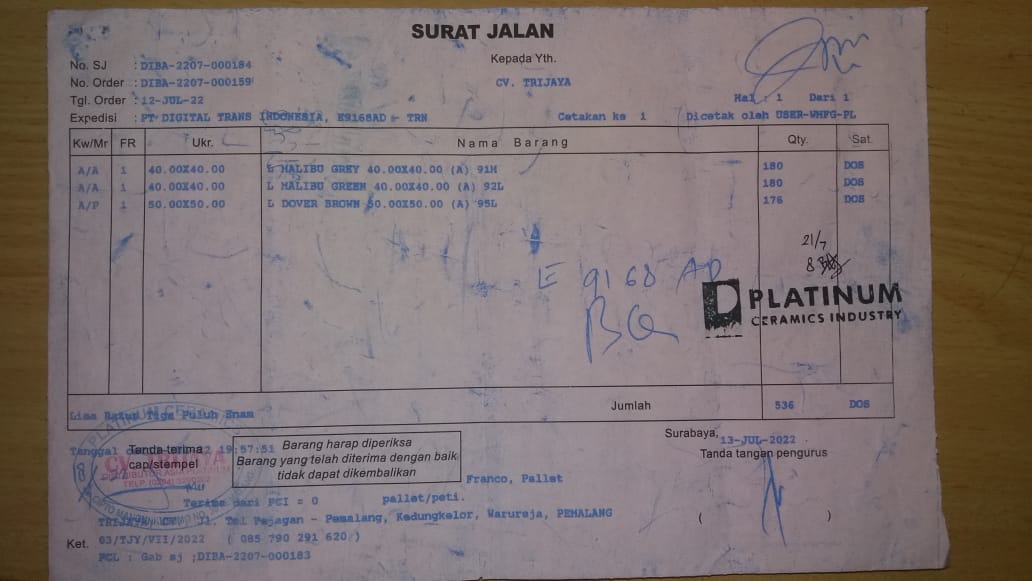 SURAT JALAN
No. SJ : DIBA-2207-000184
No. Order : DIBA-2207-000159
Tgl. Order : 12-JUL-22
Expedisi : PT DIGITAL TRANS INDONESIA, E9168AD - TRN
Kepada Yth.
CV. TRIJAYA
Hal : 1 Dari 1
Cetakan ke 1 Dicetak oleh USER-WHFG-PL
Kw/Mr FR Ukr. Nama Barang Qty. Sat.
A/A 1 40.00X40.00 L MALIBU GREY 40.00X40.00 (A) 91H 180 DOS
A/A 1 40.00X40.00 L MALIBU GREEN 40.00X40.00 (A) 92L 180 DOS
A/P 1 50.00X50.00 L DOVER BROWN 50.00X50.00 (A) 95L 176 DOS
21/7
E 9168 AD
BQ
PLATINUM
CERAMICS INDUSTRY
Lima Ratus Tiga Puluh Enam
Jumlah 536 DOS
Tanggal 19:57:51
Tanda terima
cap/stempel
CV. TRIJAYA
Barang harap diperiksa
Barang yang telah diterima dengan baik
tidak dapat dikembalikan
Surabaya, 13-JUL-2022
Tanda tangan pengurus
( )
Franco, Pallet
Terima dari PCI = 0 pallet/peti.
TRIJAYA, CV Jl. Tol Pejagan - Pemalang, Kedungkelor, Warureja, PEMALANG
Ket. 03/TJY/VII/2022 ( 085 790 291 620 )
PCL : Gab sj ;DIBA-2207-000183